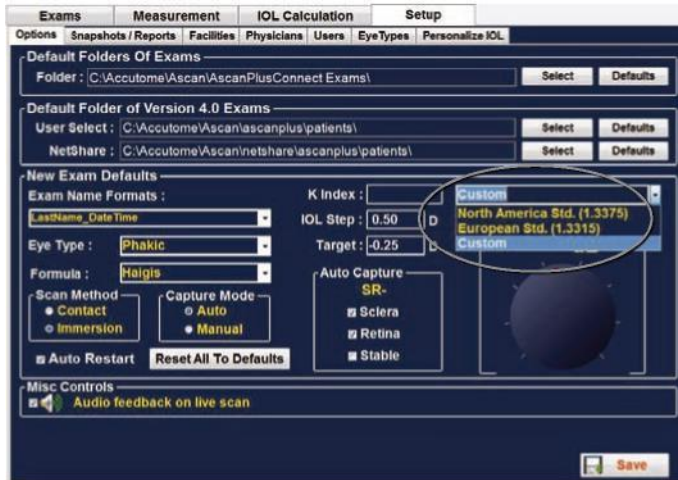 Exams Measurement IOL Calculation Setup
Options Snapshots / Reports Facilities Physicians Users EyeTypes Personalize IOL
Default Folders Of Exams
Folder : C:\Accutome\Ascan\AscanPlusConnect Exams\ Select Defaults
Default Folder of Version 4.0 Exams
User Select : C:\Accutome\Ascan\ascanplus\patients\ Select Defaults
NetShare : C:\Accutome\Ascan\netshare\ascanplus\patients\ Select Defaults
New Exam Defaults
Exam Name Formats : K Index : Custom
LastName_DateTime IOL Step : 0.50 D North America Std. (1.3375)
European Std. (1.3315)
Eye Type : Phakic Target : -0.25 D Custom
Formula : Haigis Auto Capture
Scan Method Capture Mode SR-
Contact Auto Sclera
Immersion Manual Retina
Auto Restart Reset All To Defaults Stable
Misc Controls
Audio feedback on live scan
Save